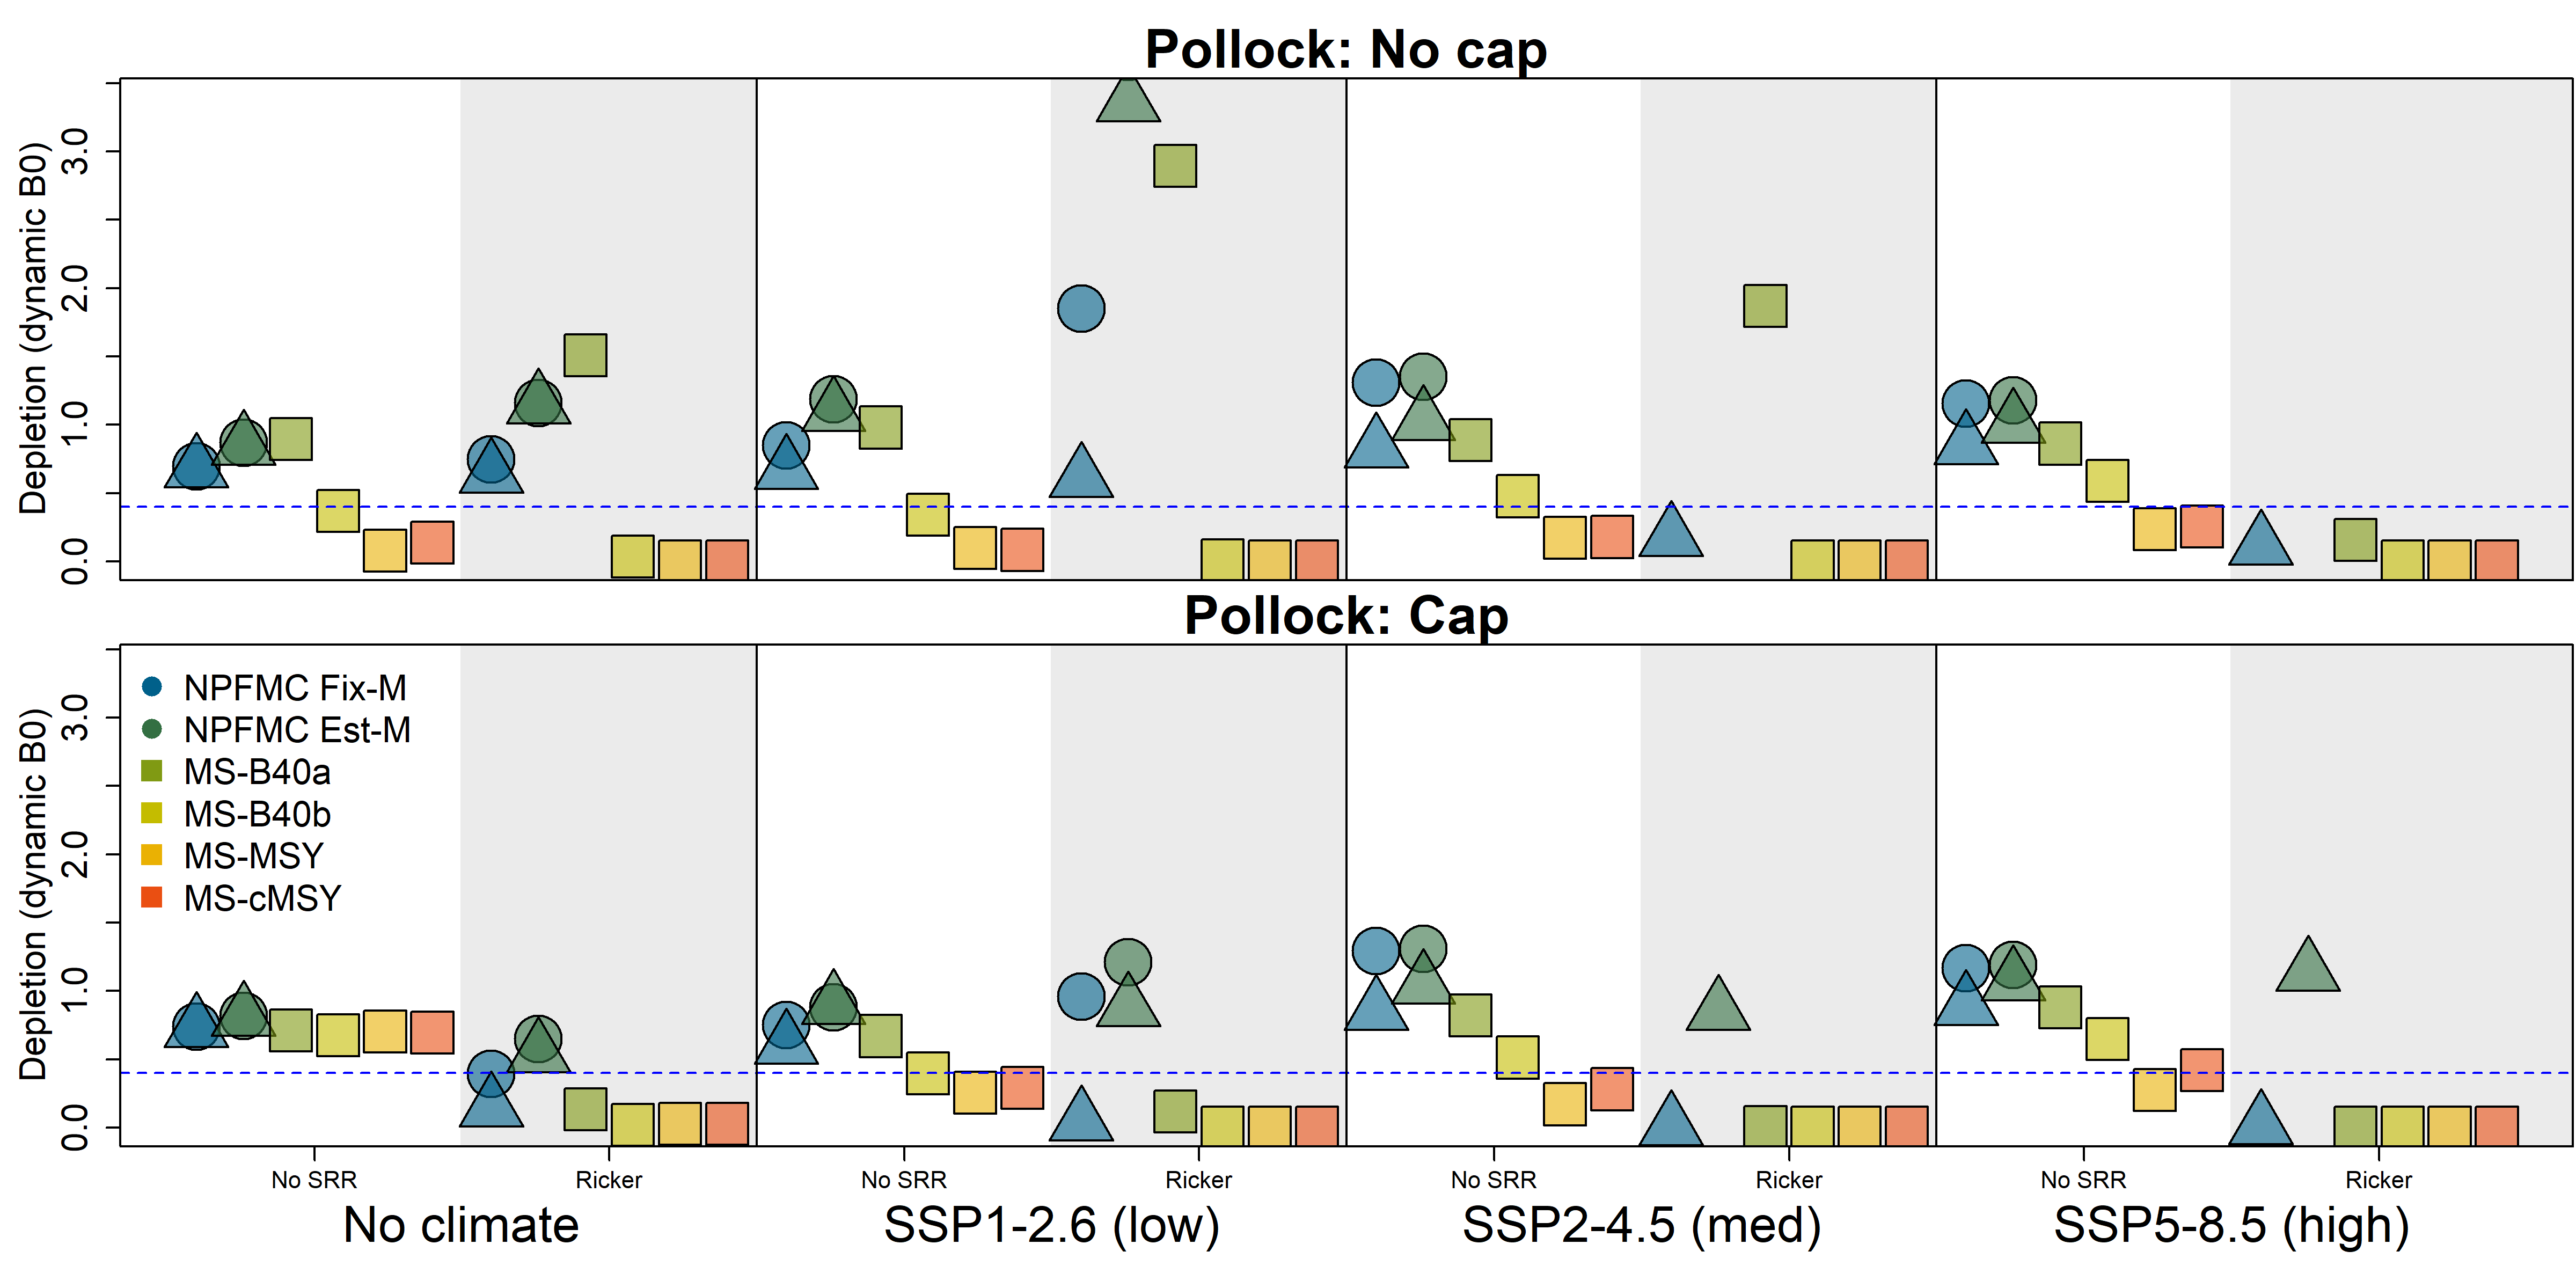 Pollock: No cap
Depletion (dynamic B0)
3.0
2.0
1.0
0.0
Pollock: Cap
Depletion (dynamic B0)
3.0
2.0
1.0
0.0
NPFMC Fix-M
NPFMC Est-M
MS-B40a
MS-B40b
MS-MSY
MS-cMSY
No SRR Ricker No SRR Ricker No SRR Ricker No SRR Ricker
No climate SSP1-2.6 (low) SSP2-4.5 (med) SSP5-8.5 (high)